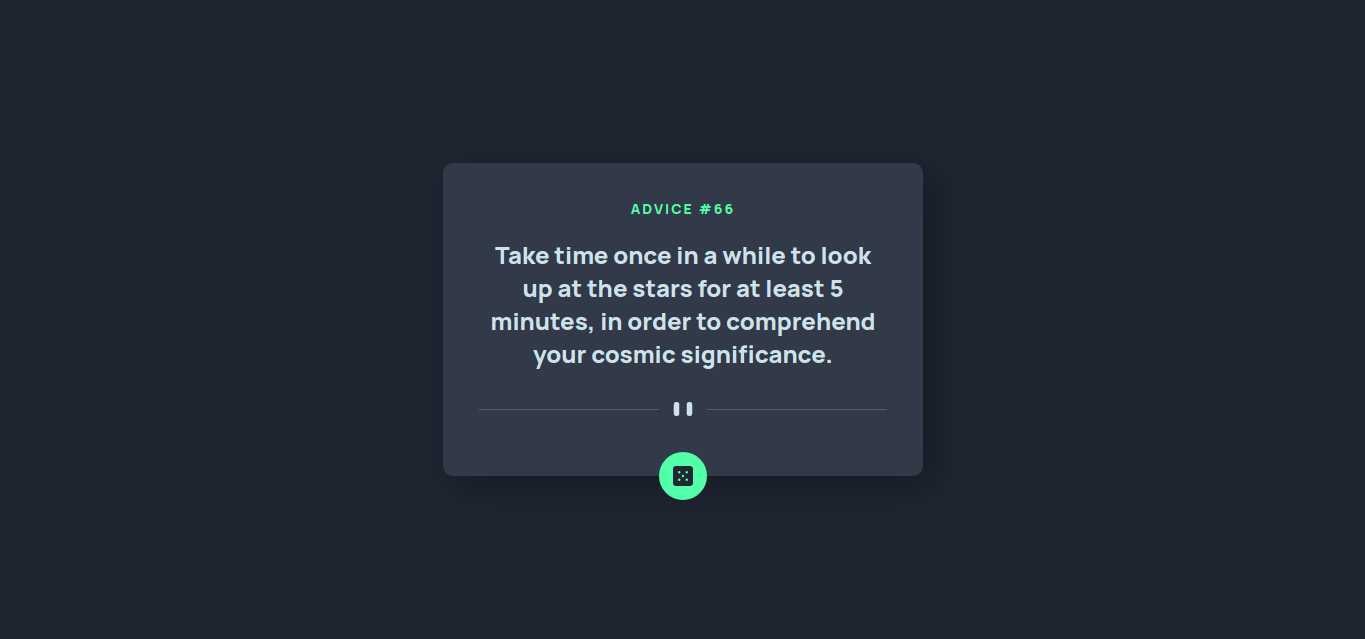 ADVICE #66
Take time once in a while to look
up at the stars for at least 5
minutes, in order to comprehend
your cosmic significance.